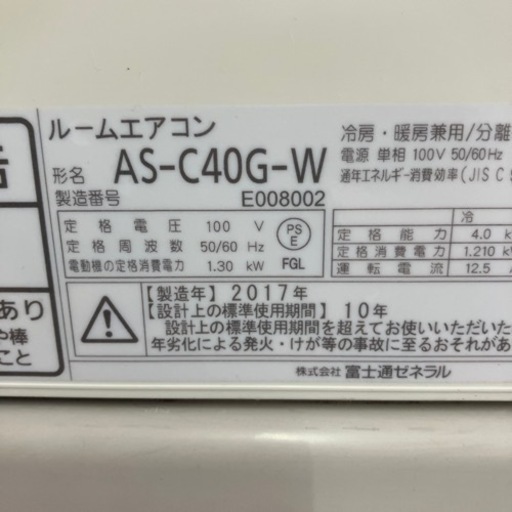 ルームエアコン
形名 AS-C40G-W
製造番号 E008002
冷房・暖房兼用/分離
電源 単相 100V 50/60Hz
通年エネルギー消費効率(JIS C
定格電圧 100 V
定格周波数 50/60 Hz
電動機の定格消費電力 1.30 kW
PS
E
FGL
冷
定格能力 4.0
定格消費電力 1.210
運転電流 12.5
あり
や棒
こと
【製造年】2017年
【設計上の標準使用期間】10年
設計上の標準使用期間を超えてお使いいただいた
年劣化による発火・けが等の事故に至るおそれがあ
株式会社 富士通ゼネラル